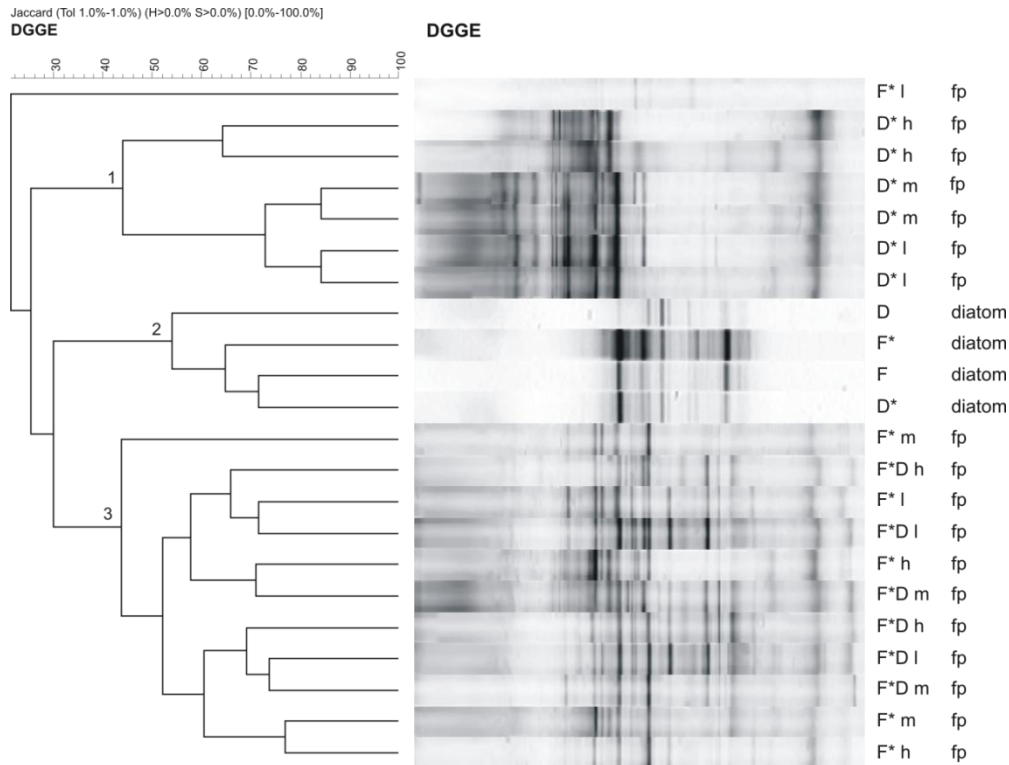 Jaccard (Tol 1.0%-1.0%) (H>0.0% S>0.0%) [0.0%-100.0%]
DGGE DGGE
30 40 50 60 70 80 90 100
F* l fp
D* h fp
D* h fp
1
D* m fp
D* m fp
D* l fp
D* l fp
D diatom
2
F* diatom
F diatom
D* diatom
F* m fp
F*D h fp
F* l fp
3
F*D l fp
F* h fp
F*D m fp
F*D h fp
F*D l fp
F*D m fp
F* m fp
F* h fp